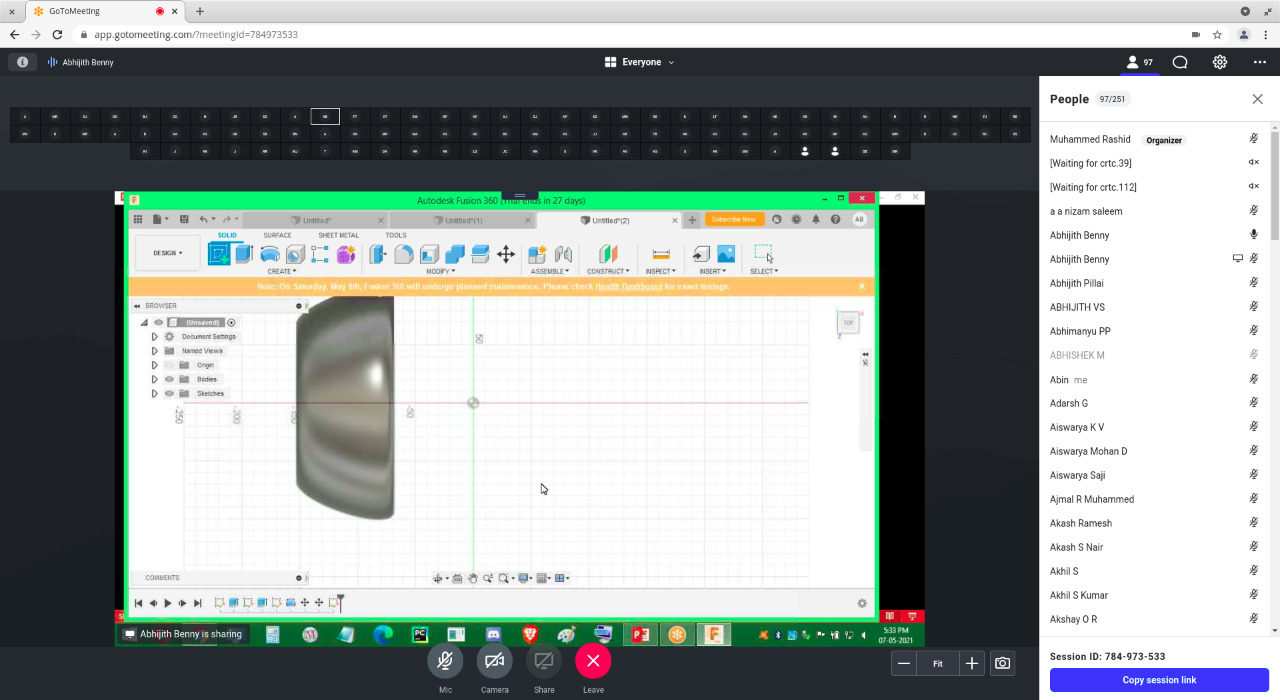 GoToMeeting
app.gotomeeting.com/?meetingId=784973533
Abhijith Benny
Everyone
97
People 97/251
Muhammed Rashid Organizer
[Waiting for crtc.39]
[Waiting for crtc.112]
a a nizam saleem
Abhijith Benny
Abhijith Benny
Abhijith Pillai
ABHIJITH VS
Abhimanyu PP
ABHISHEK M
Abin me
Adarsh G
Aiswarya K V
Aiswarya Mohan D
Aiswarya Saji
Ajmal R Muhammed
Akash Ramesh
Akash S Nair
Akhil S
Akhil S Kumar
Akshay O R
Session ID: 784-973-533
Copy session link
Autodesk Fusion 360 (Trial ends in 27 days)
Untitled*
Untitled*(1)
Untitled*(2)
Subscribe Now
AB
DESIGN
SOLID
SURFACE
SHEET METAL
TOOLS
CREATE
MODIFY
ASSEMBLE
CONSTRUCT
INSPECT
INSERT
SELECT
Note: On Saturday, May 8th, Fusion 360 will undergo planned maintenance. Please check Health Dashboard for exact timings.
BROWSER
(Unsaved)
Document Settings
Named Views
Origin
Bodies
Sketches
TOP
50
COMMENTS
Abhijith Benny is sharing
5:33 PM
07-05-2021
Mic
Camera
Share
Leave
Fit